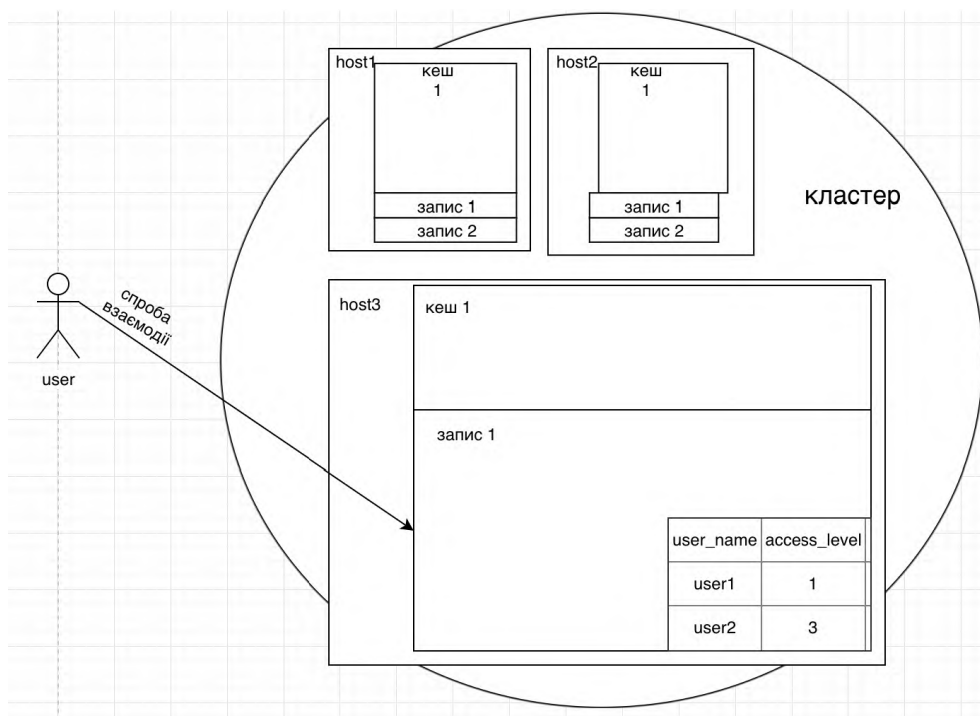 host1
кеш
1
запис 1
запис 2
host2
кеш
1
запис 1
запис 2
кластер
спроба
взаємодії
user
host3
кеш 1
запис 1
user_name access_level
user1 1
user2 3